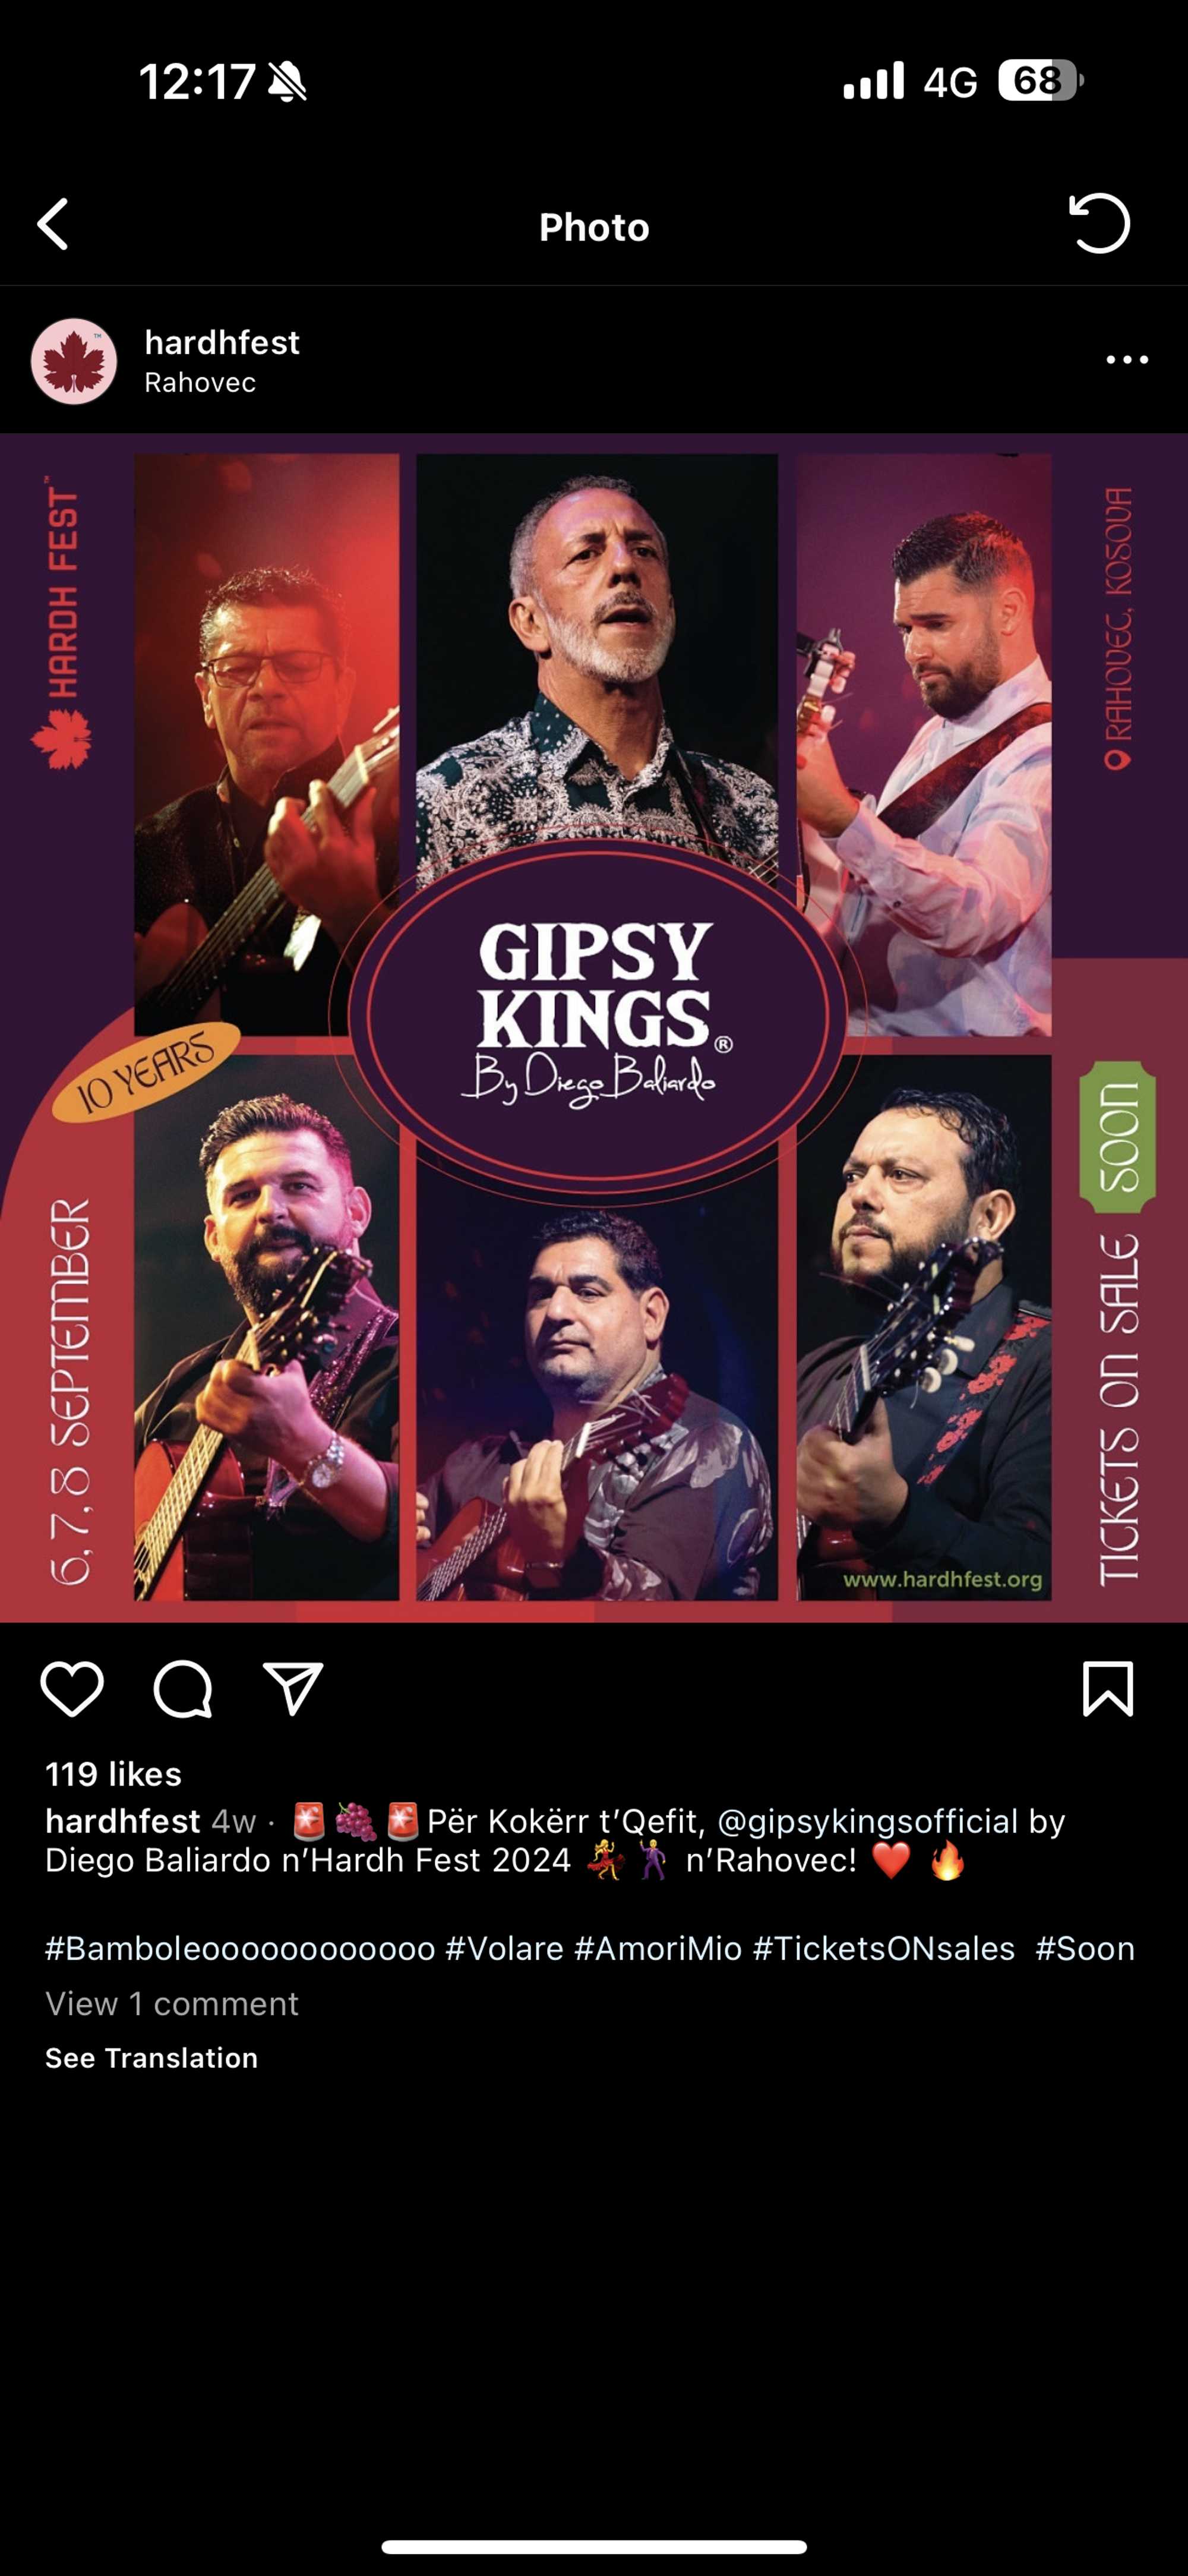 12:17
4G 68
Photo
hardhfest
Rahovec
HARDH FEST™
RAHOVEC, KOSOVA
GIPSY
KINGS®
By Diego Baliardo
10 YEARS
6, 7, 8 SEPTEMBER
TICKETS ON SALE SOON
www.hardhfest.org
119 likes
hardhfest 4w · 🚨🍇🚨Për Kokërr t’Qefit, @gipsykingsofficial by
Diego Baliardo n’Hardh Fest 2024 💃🕺 n’Rahovec! ❤️ 🔥
#Bamboleoooooooooooo #Volare #AmoriMio #TicketsONsales #Soon
View 1 comment
See Translation